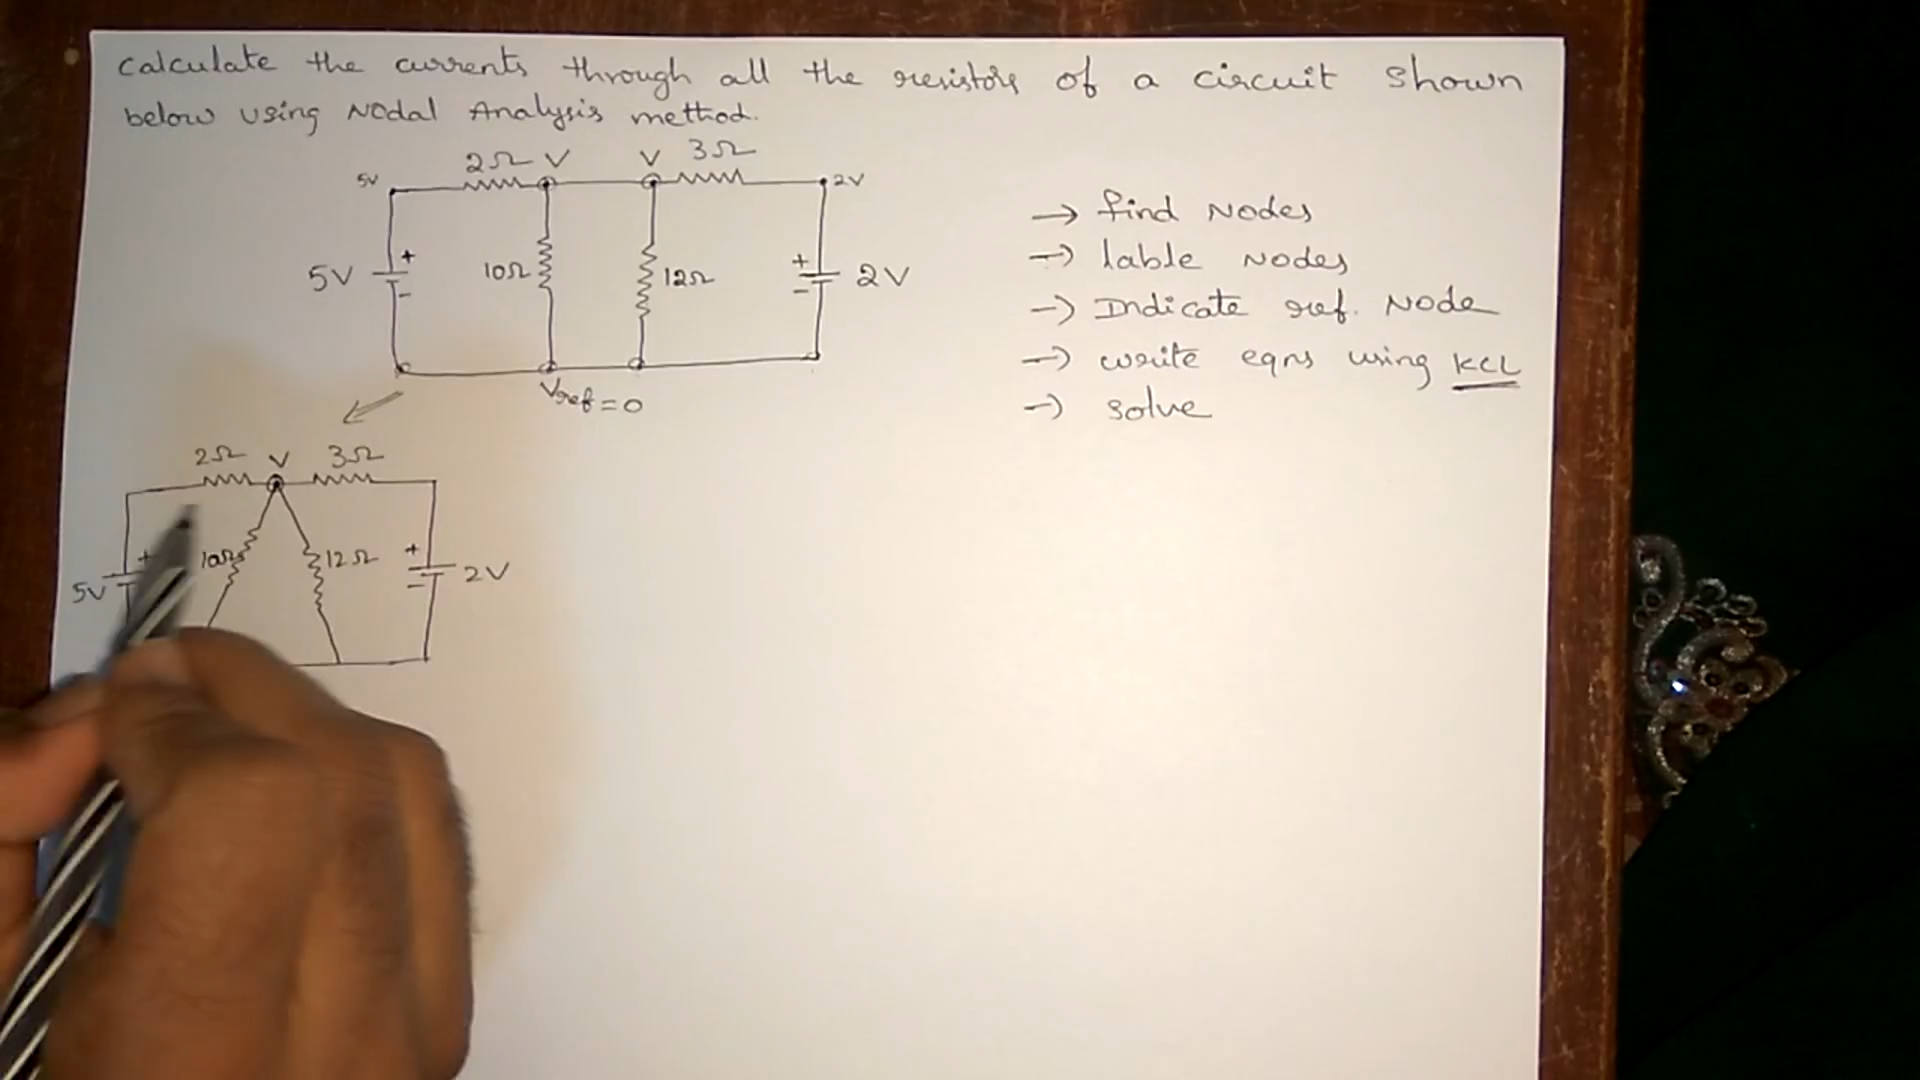 calculate the currents through all the resistors of a circuit shown
below using Nodal Analysis method.
2Ω V V 3Ω
5V 2V
5V + - 10Ω 12Ω + - 2V
Vref = 0
→ find Nodes
→ lable Nodes
→ Indicate ref. Node
→ write eqns using KCL
→ solve
2Ω V 3Ω
5V + 10Ω 12Ω + - 2V